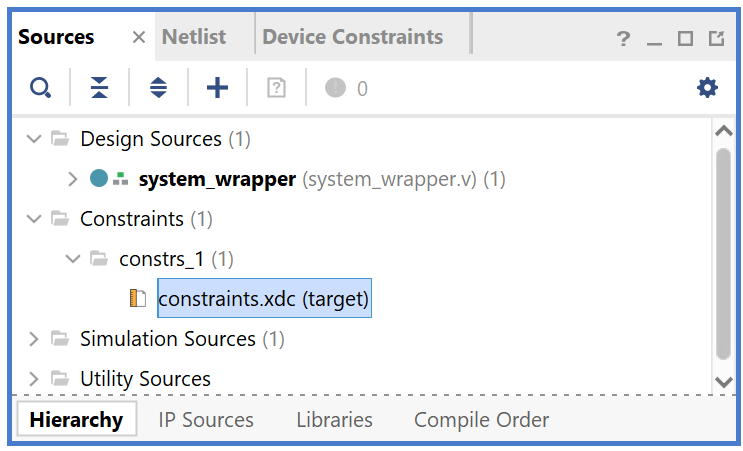 Sources × Netlist Device Constraints ?
? ! 0
Design Sources (1)
system_wrapper (system_wrapper.v) (1)
Constraints (1)
constrs_1 (1)
constraints.xdc (target)
Simulation Sources (1)
Utility Sources
Hierarchy IP Sources Libraries Compile Order